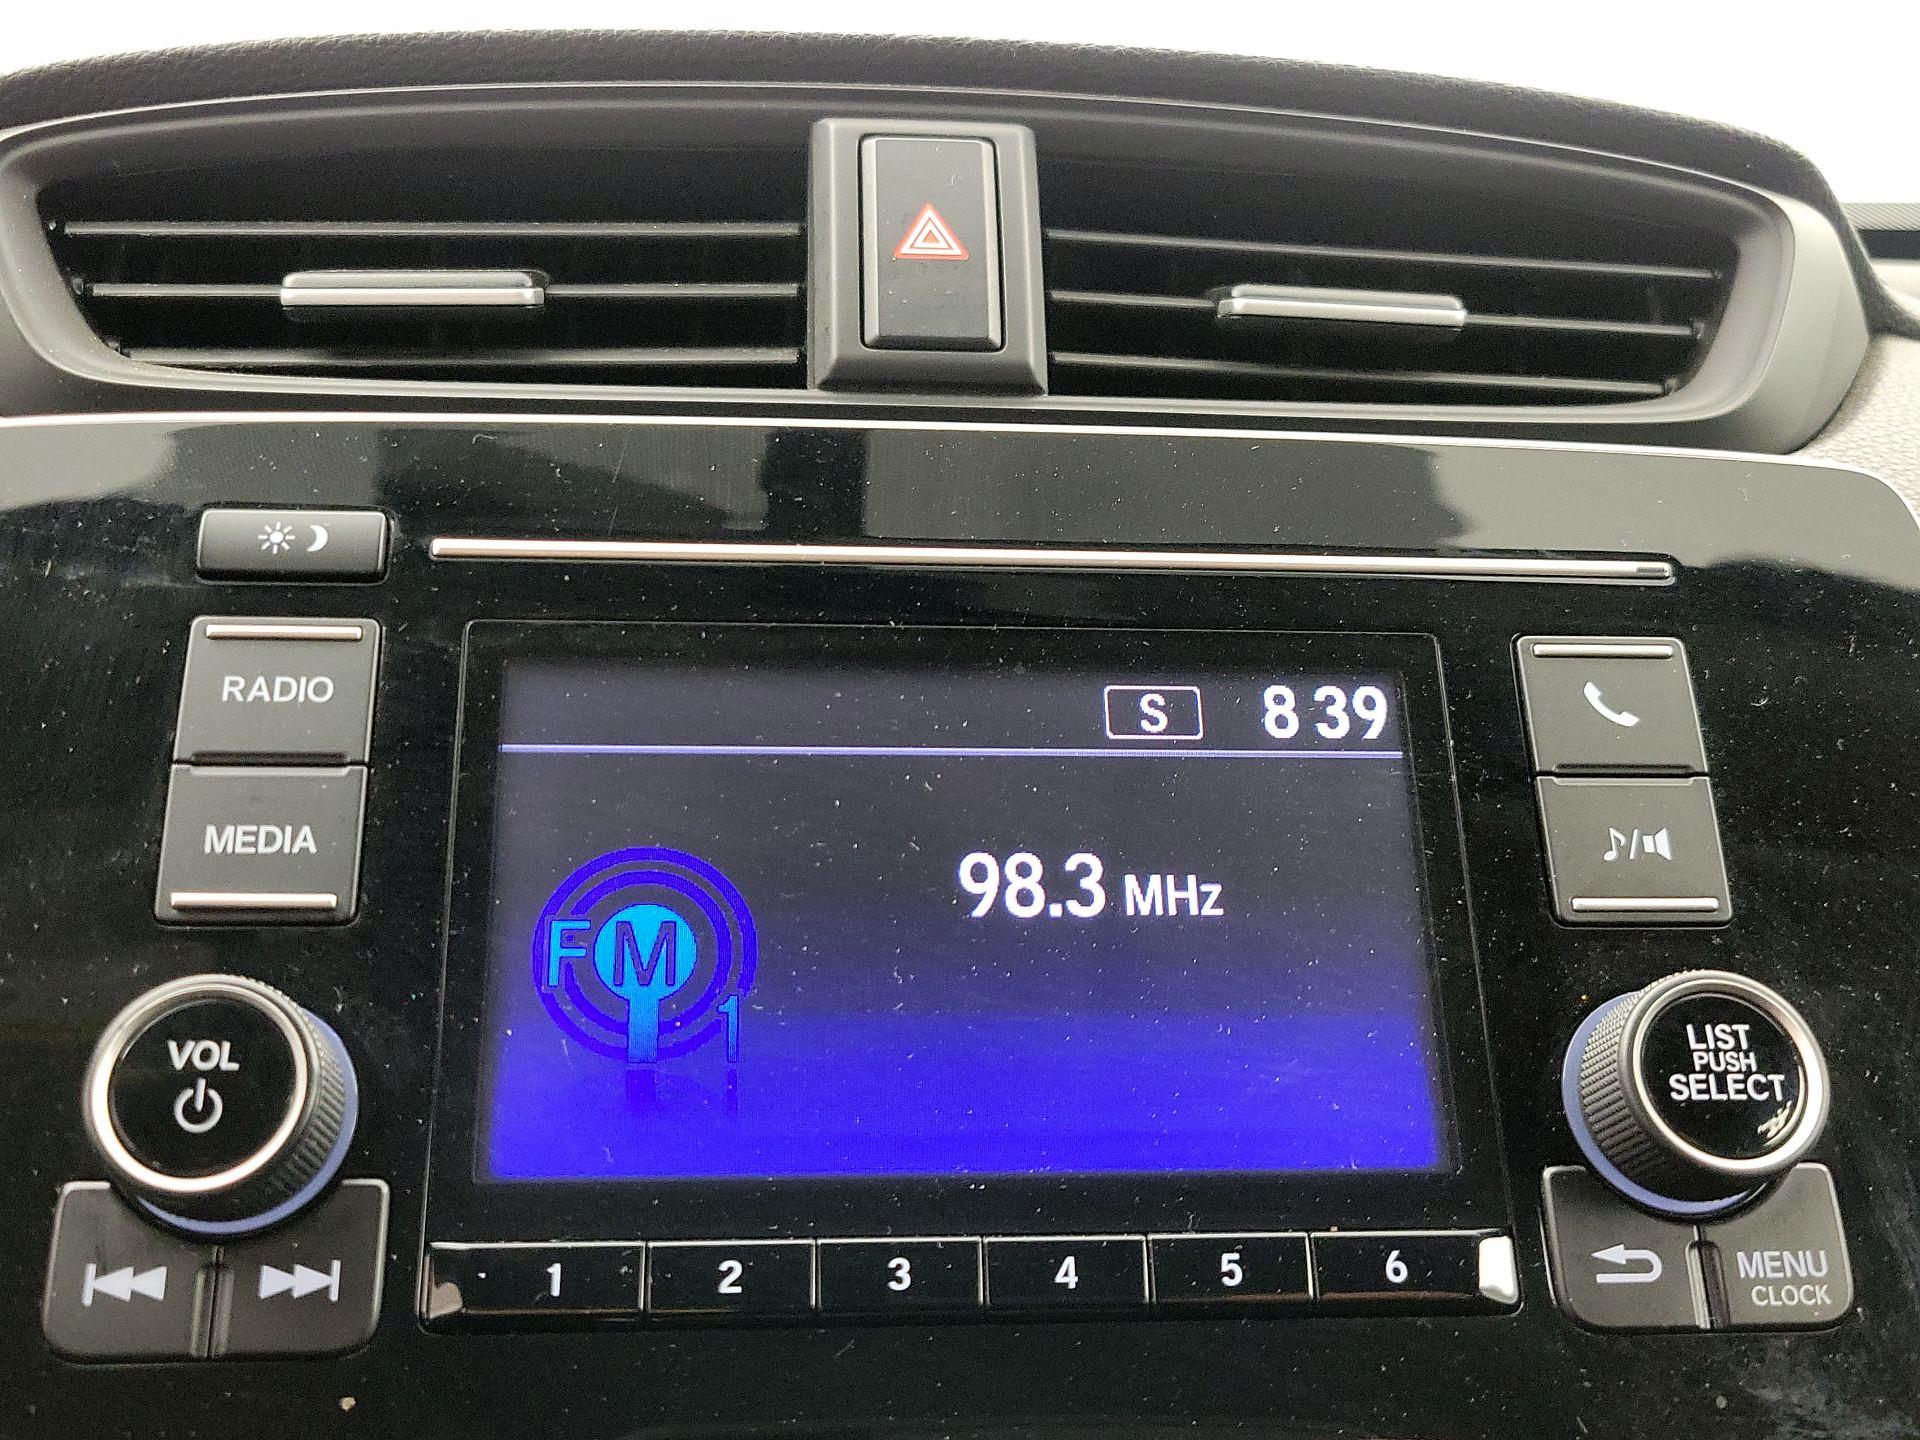 RADIO
MEDIA
S 8 39
98.3 MHz
FM
1
VOL
LIST
PUSH
SELECT
1 2 3 4 5 6
MENU
CLOCK